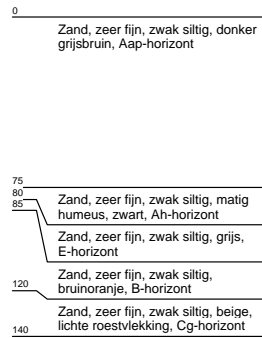 0
Zand, zeer fijn, zwak siltig, donker
grijsbruin, Aap-horizont
75
80
Zand, zeer fijn, zwak siltig, matig
85
humeus, zwart, Ah-horizont
Zand, zeer fijn, zwak siltig, grijs,
E-horizont
Zand, zeer fijn, zwak siltig,
120
bruinoranje, B-horizont
Zand, zeer fijn, zwak siltig, beige,
lichte roestvlekking, Cg-horizont
140